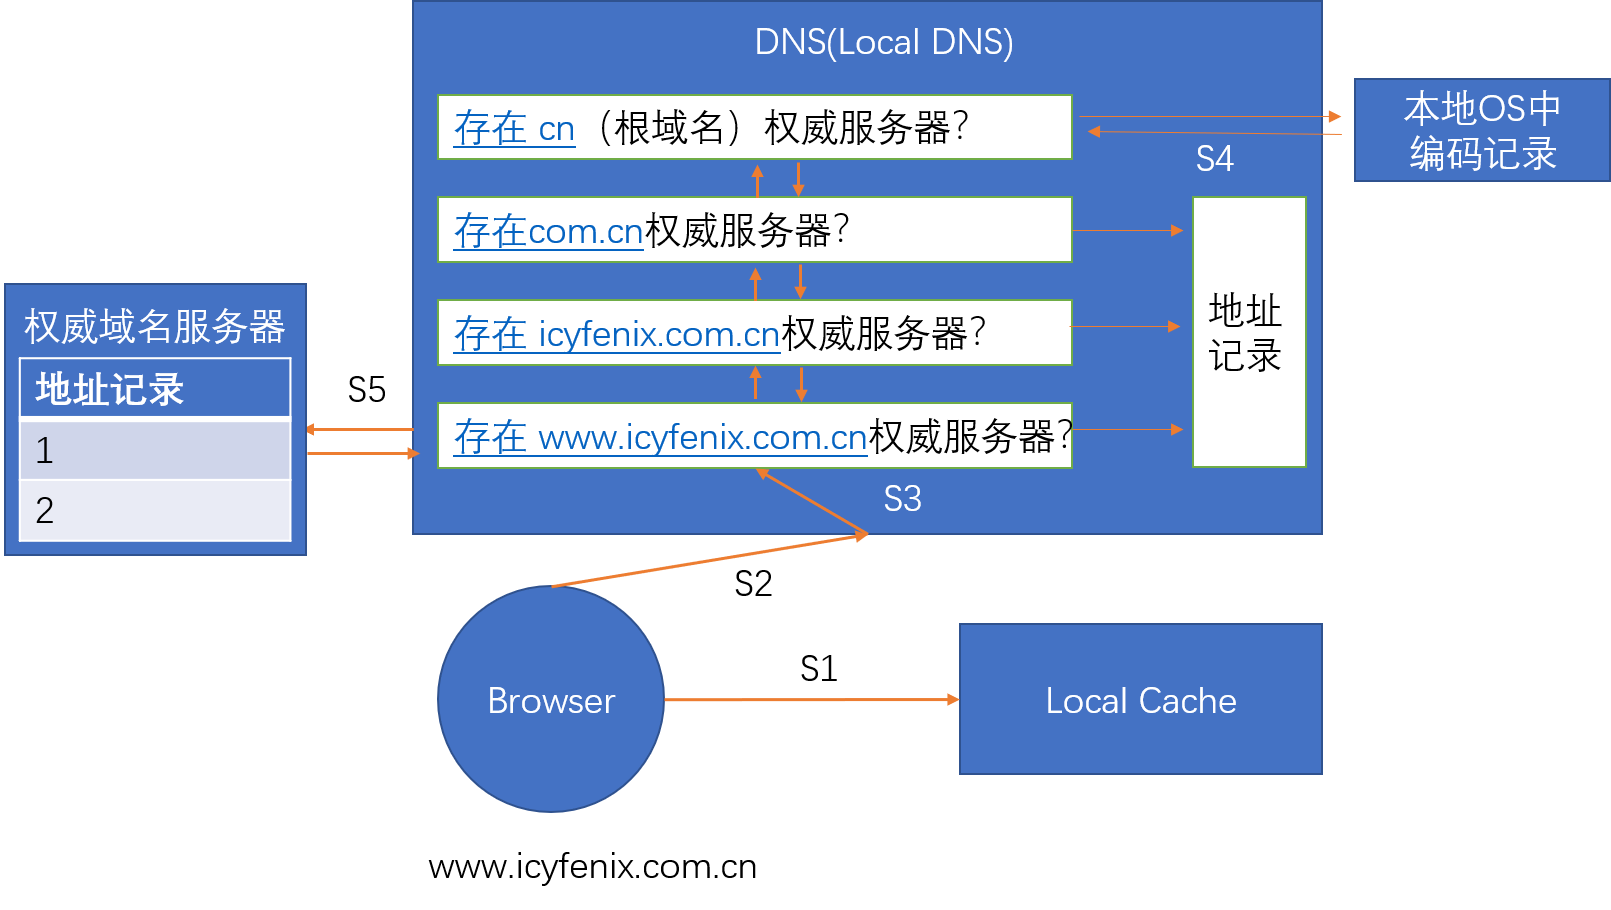 DNS(Local DNS)
存在 cn（根域名）权威服务器?
本地OS中
编码记录
S4
存在com.cn权威服务器?
存在 icyfenix.com.cn权威服务器?
地址
记录
存在 www.icyfenix.com.cn权威服务器?
权威域名服务器
地址记录
1
2
S5
S3
S2
S1
Browser
Local Cache
www.icyfenix.com.cn